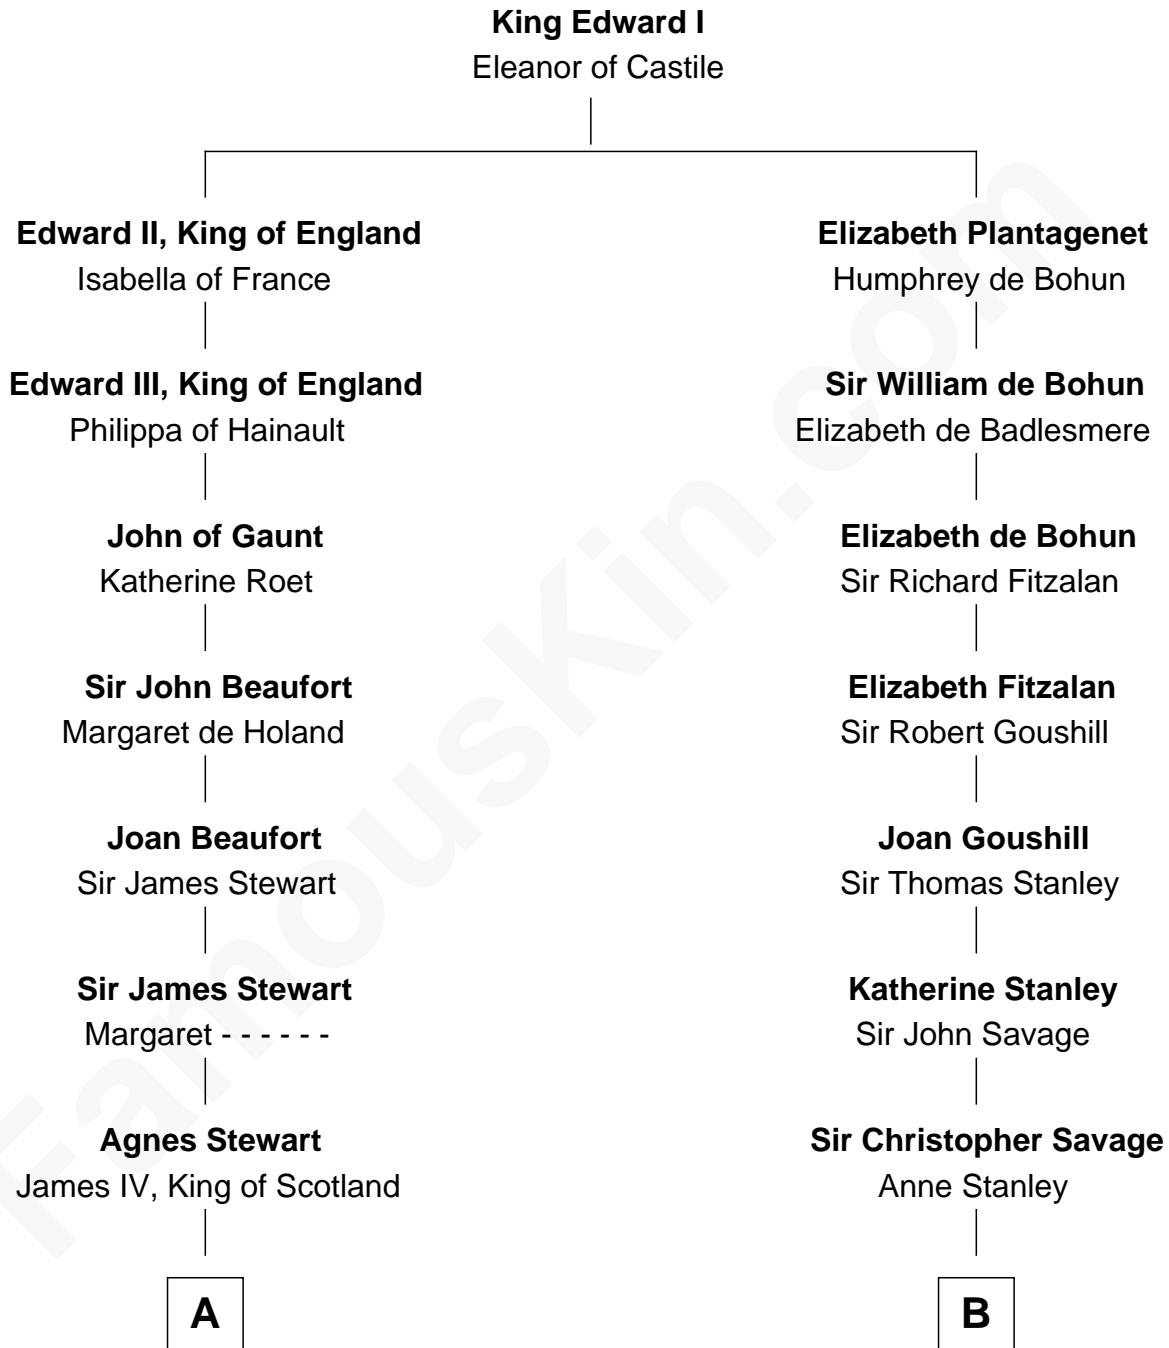 King Edward I
Eleanor of Castile
Edward II, King of England
Isabella of France
Elizabeth Plantagenet
Humphrey de Bohun
Edward III, King of England
Philippa of Hainault
Sir William de Bohun
Elizabeth de Badlesmere
John of Gaunt
Katherine Roet
Elizabeth de Bohun
Sir Richard Fitzalan
Sir John Beaufort
Margaret de Holand
Elizabeth Fitzalan
Sir Robert Goushill
Joan Beaufort
Sir James Stewart
Joan Goushill
Sir Thomas Stanley
Sir James Stewart
Margaret - - - - - -
Katherine Stanley
Sir John Savage
Agnes Stewart
James IV, King of Scotland
Sir Christopher Savage
Anne Stanley
A
B
FamousKin.com